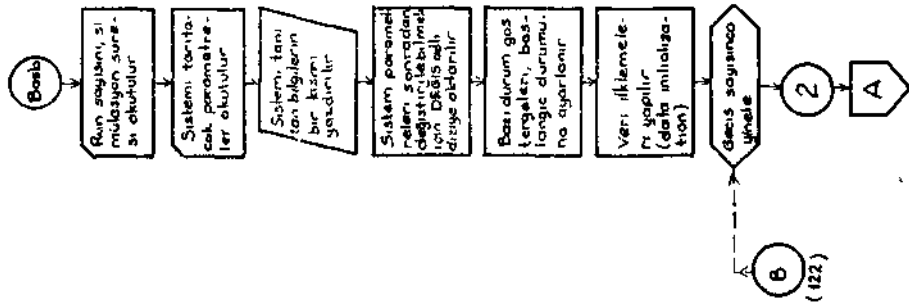 Başla
Run sayısını, si
mülasyon süre
si okutulur
Sistemi tanıta-
cak parametre-
ler okutulur
Sistemi tanı
tan bilgilerin
bir kısmı
yazdırılır
Sistem paramet
releri sonradan
değiştirilebilmek
için DEĞİS adlı
diziye aktarılır
Bazı durum gös
tergeleri, baş-
langıç durumu-
na ayarlanır
Veri ilklemele-
ri yapılır
(data initializa-
tion)
Geçiş sayısınca
yinele
2
A
B
(122)